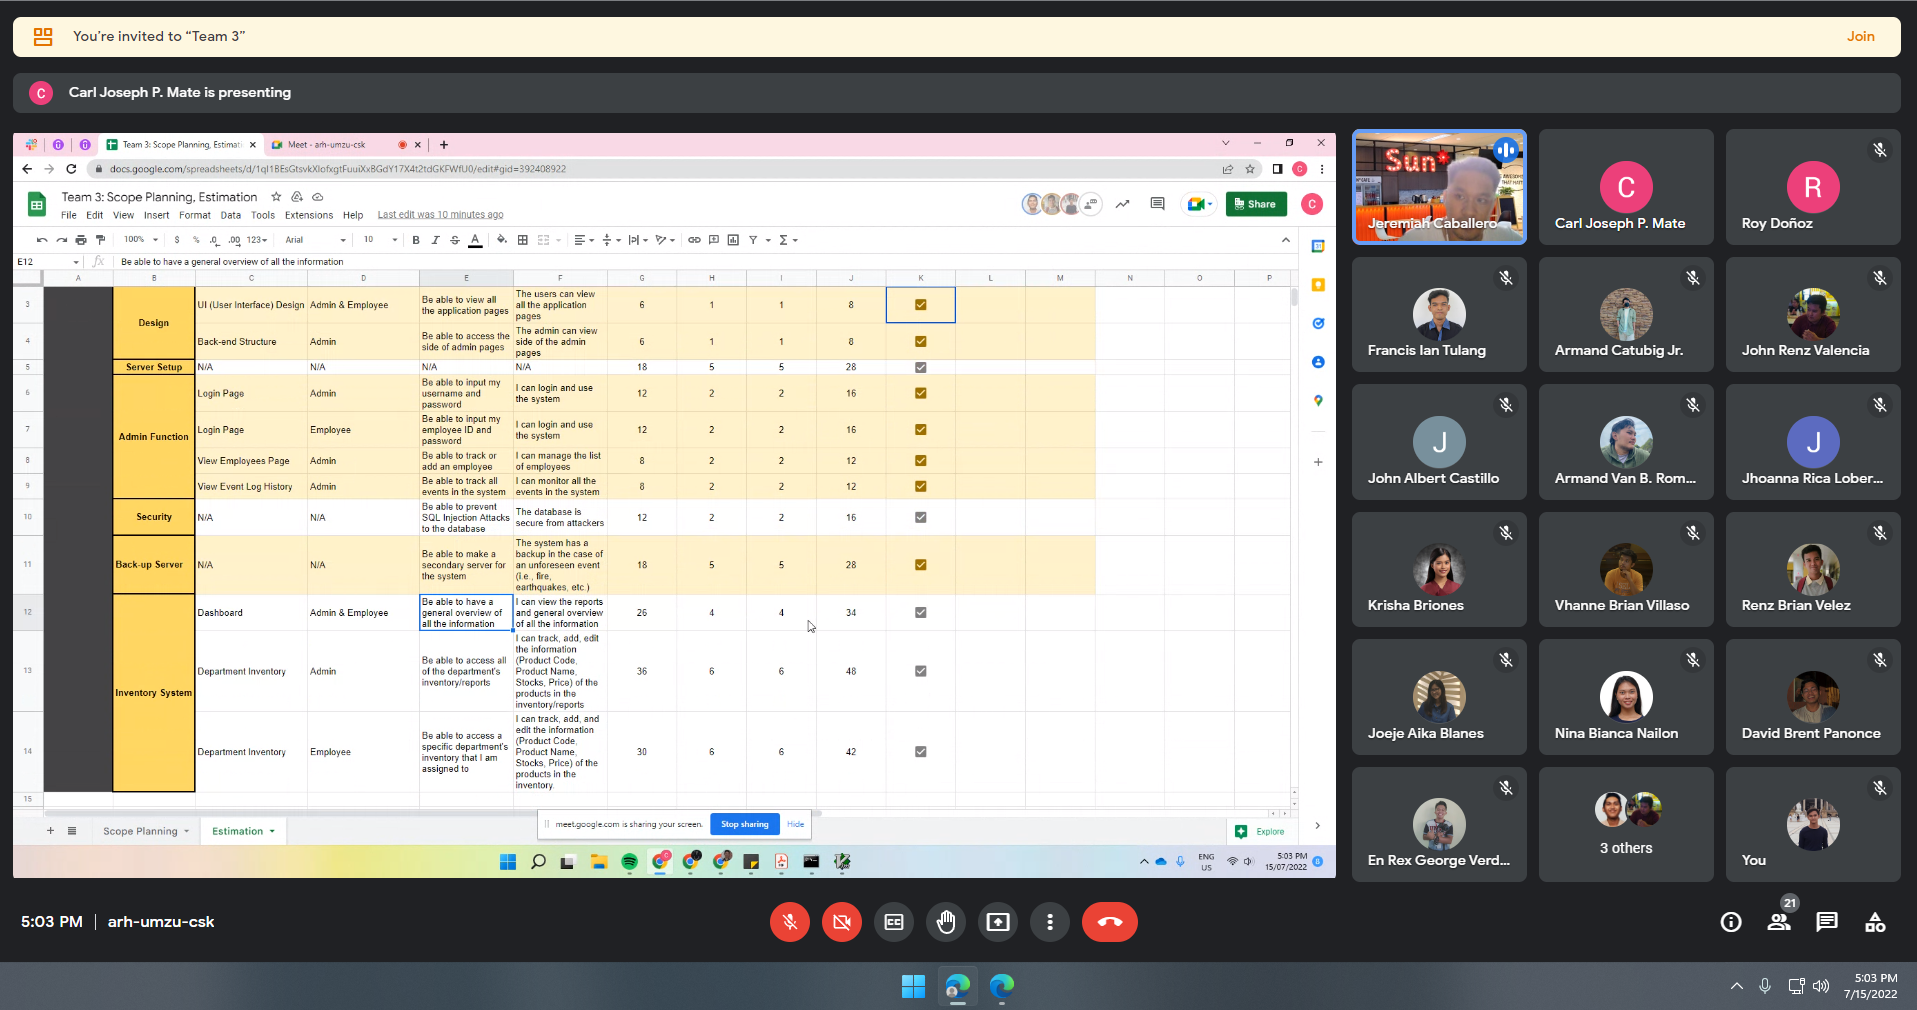 You're invited to “Team 3”
Join
C
Carl Joseph P. Mate is presenting
Team 3: Scope Planning, Estimati
Meet - arh-umzu-csk
Team 3: Scope Planning, Estimation
File Edit View Insert Format Data Tools Extensions Help Last edit was 10 minutes ago
Share
C
100% $ % .0 .00 123 Arial 10 B I S A
E12 fx Be able to have a general overview of all the information
A B C D E F G H I J K L M N O P
3
Design
UI (User Interface) Design
Admin & Employee
Be able to view all
the application pages
The users can view
all the application
pages
6 1 1 8
4
Back-end Structure
Admin
Be able to access the
side of admin pages
The admin can view
side of the admin
pages
6 1 1 8
5
Server Setup
N/A
N/A
N/A
N/A
18 5 5 28
6
Admin Function
Login Page
Admin
Be able to input my
username and
password
I can login and use
the system
12 2 2 16
7
Login Page
Employee
Be able to input my
employee ID and
password
I can login and use
the system
12 2 2 16
8
View Employees Page
Admin
Be able to track or
add an employee
I can manage the list
of employees
8 2 2 12
9
View Event Log History
Admin
Be able to track all
events in the system
I can monitor all the
events in the system
8 2 2 12
10
Security
N/A
N/A
Be able to prevent
SQL Injection Attacks
to the database
The database is
secure from attackers
12 2 2 16
11
Back-up Server
N/A
N/A
Be able to make a
secondary server for
the system
The system has a
backup in the case of
an unforeseen event
(i.e., fire,
earthquakes, etc.)
18 5 5 28
12
Inventory System
Dashboard
Admin & Employee
Be able to have a
general overview of
all the information
I can view the reports
and general overview
of all the information
26 4 4 34
13
Department Inventory
Admin
Be able to access all
of the department's
inventory/reports
I can track, add, edit
the information
(Product Code,
Product Name,
Stocks, Price) of the
products in the
inventory/reports
36 6 6 48
14
Department Inventory
Employee
Be able to access a
specific department's
inventory that I am
assigned to
I can track, add, and
edit the information
(Product Code,
Product Name,
Stocks, Price) of the
products in the
inventory.
30 6 6 42
15
Scope Planning
Estimation
meet.google.com is sharing your screen.
Stop sharing
Hide
Explore
ENG
US
5:03 PM
15/07/2022
Sun*
Jeremiah Caballero
C
Carl Joseph P. Mate
R
Roy Doñoz
Francis Ian Tulang
Armand Catubig Jr.
John Renz Valencia
J
John Albert Castillo
Armand Van B. Rom...
J
Jhoanna Rica Lober...
Krisha Briones
Vhanne Brian Villaso
Renz Brian Velez
Joeje Aika Blanes
Nina Bianca Nailon
David Brent Panonce
En Rex George Verd...
3 others
You
5:03 PM | arh-umzu-csk
21
5:03 PM
7/15/2022